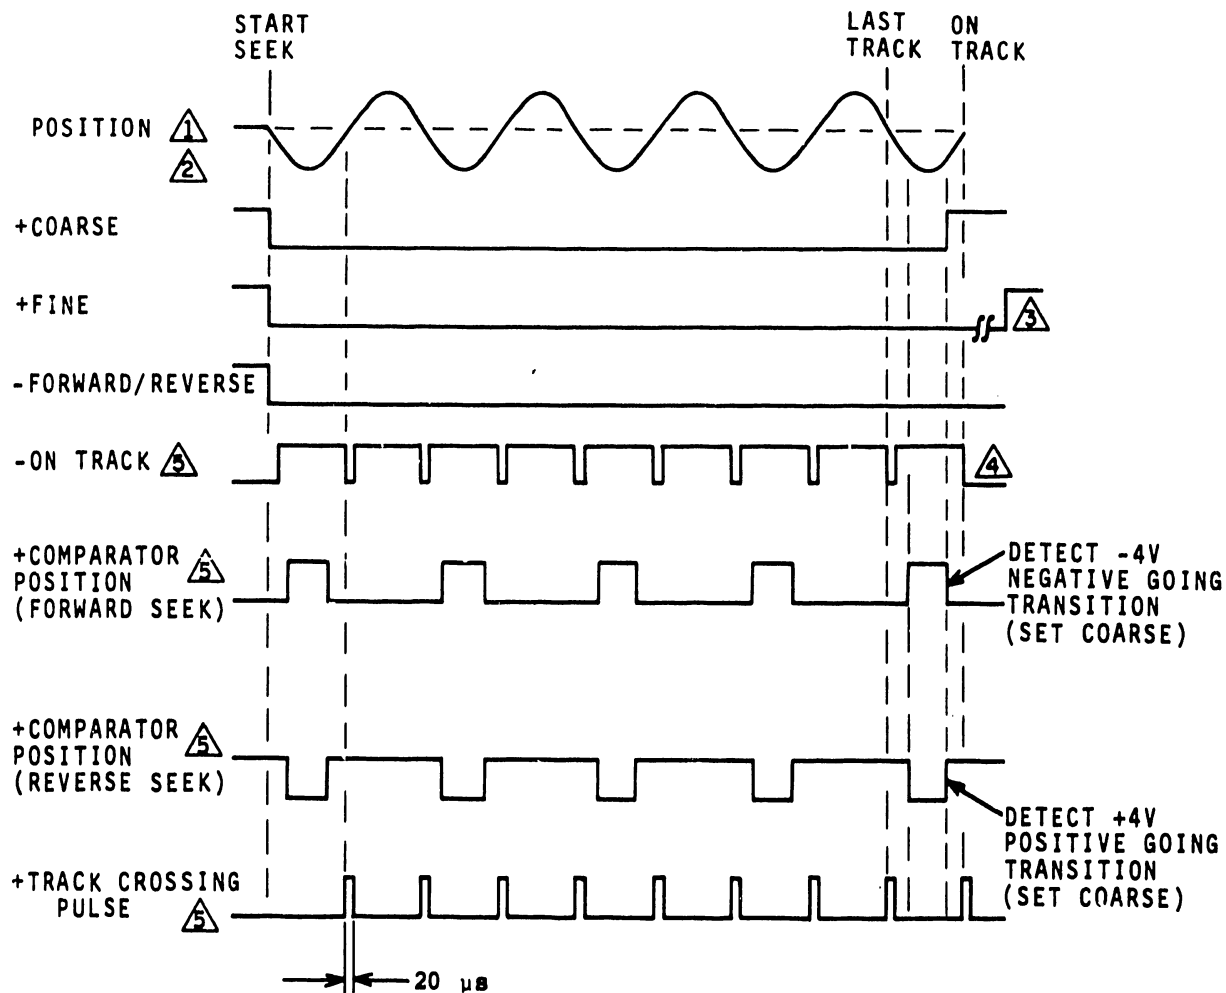 START
SEEK
LAST
TRACK
ON
TRACK
POSITION 1
2
+COARSE
+FINE
3
-FORWARD/REVERSE
-ON TRACK 5
4
+COMPARATOR
POSITION 5
(FORWARD SEEK)
DETECT -4V
NEGATIVE GOING
TRANSITION
(SET COARSE)
+COMPARATOR
POSITION 5
(REVERSE SEEK)
DETECT +4V
POSITIVE GOING
TRANSITION
(SET COARSE)
+TRACK CROSSING
PULSE 5
20 µs